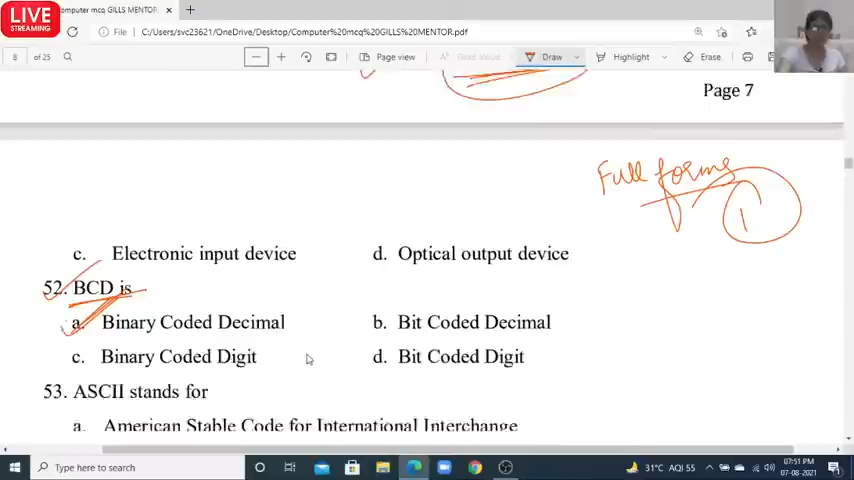 LIVE
STREAMING
omputer mcq GILLS MENTOR.pdf
File
C:/Users/svc23621/OneDrive/Desktop/Computer%20mcq%20GILLS%20MENTOR.pdf
8
of 25
Page view
Read aloud
Draw
Highlight
Erase
Page 7
Full forms
c. Electronic input device
d. Optical output device
52. BCD is
a. Binary Coded Decimal
b. Bit Coded Decimal
c. Binary Coded Digit
d. Bit Coded Digit
53. ASCII stands for
a. American Stable Code for International Interchange
Type here to search
31°C AQI 55
07:51 PM
07-08-2021